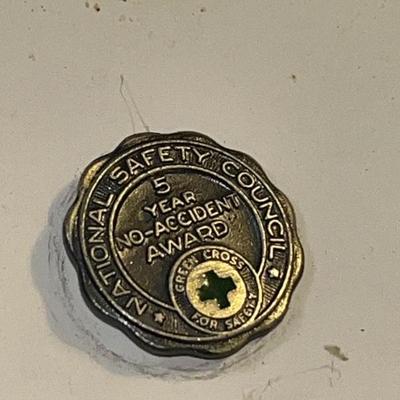 NATIONAL SAFETY COUNCIL
5
YEAR
NO-ACCIDENT
AWARD
GREEN CROSS
FOR SAFETY